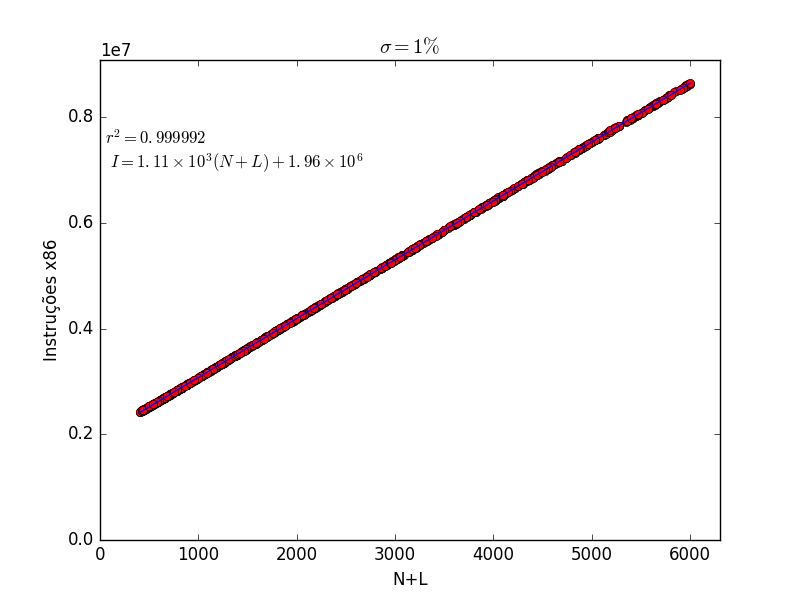 σ = 1%
1e7
r² = 0.999992
I = 1.11 × 10³(N + L) + 1.96 × 10⁶
0.8
0.6
0.4
0.2
0.0
Instruções x86
0 1000 2000 3000 4000 5000 6000
N+L